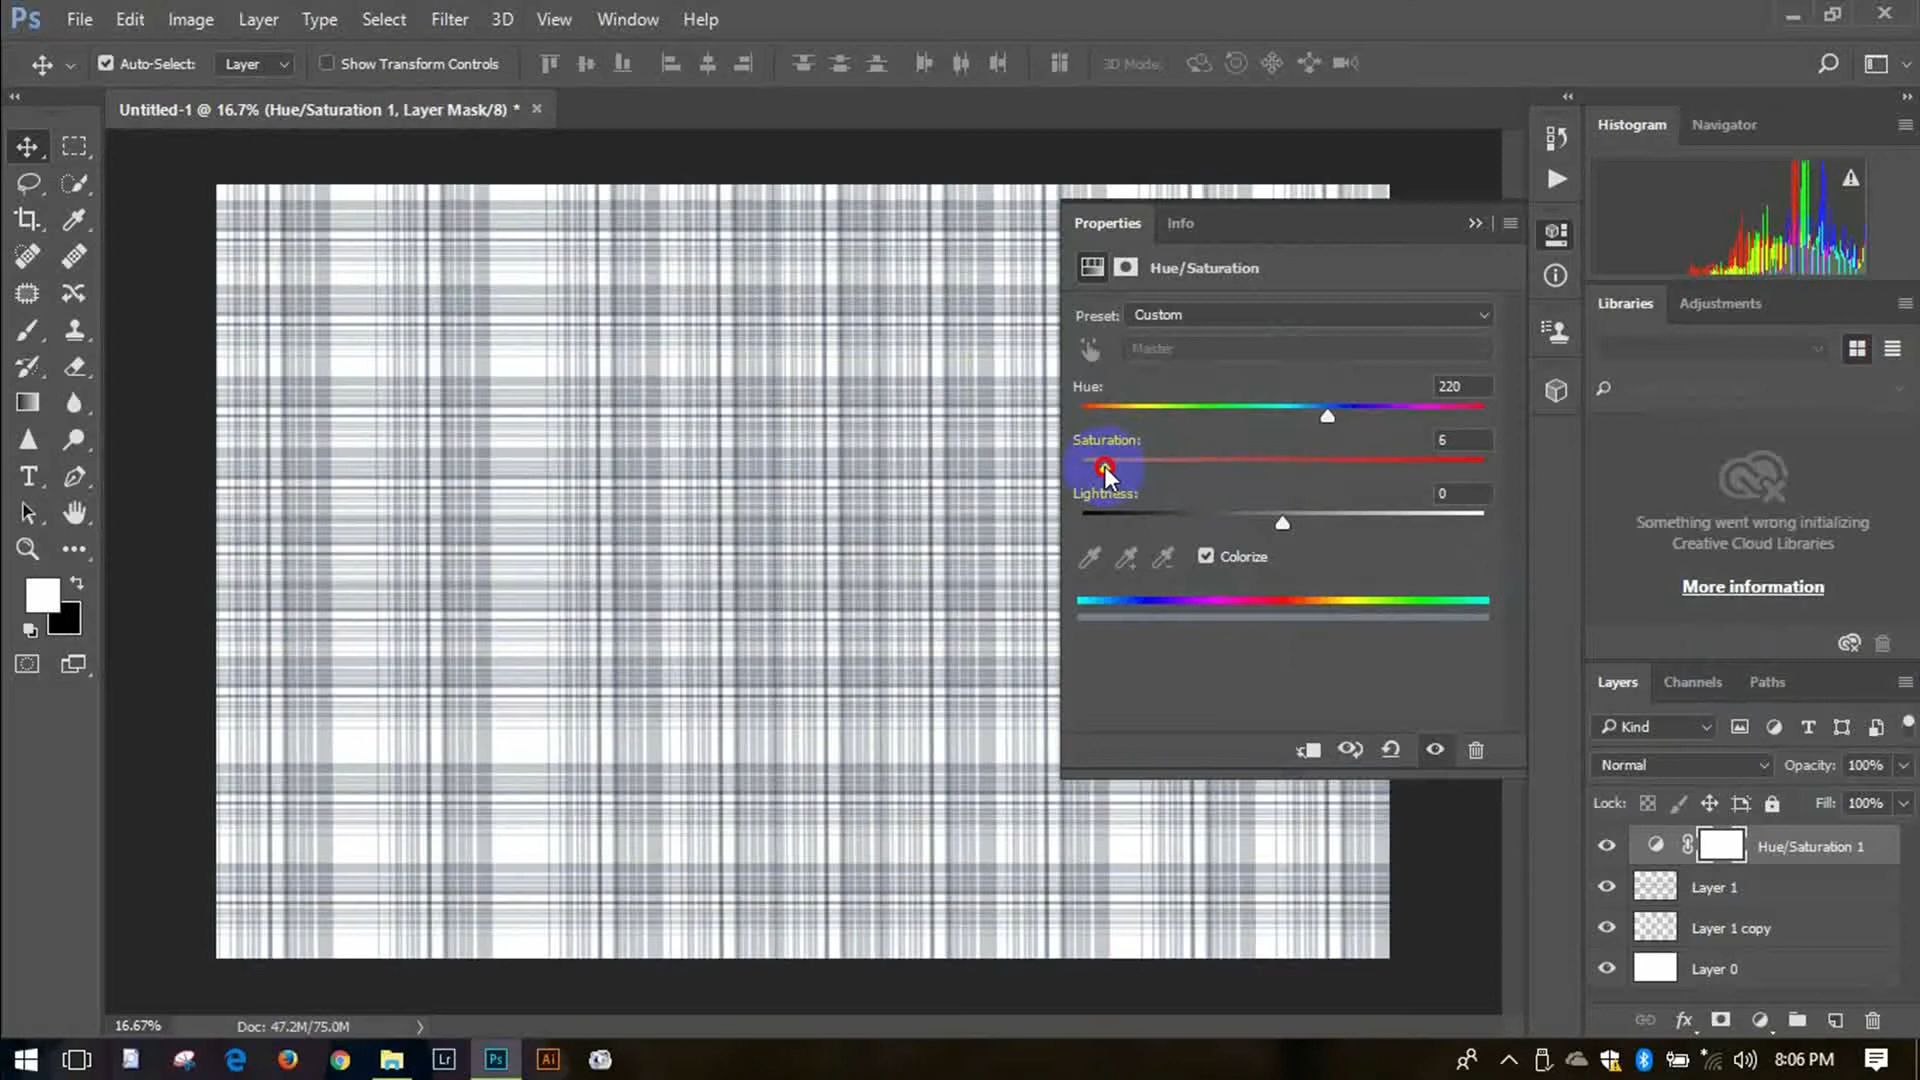 Ps File Edit Image Layer Type Select Filter 3D View Window Help
Auto-Select: Layer Show Transform Controls 3D Mode:
Untitled-1 @ 16.7% (Hue/Saturation 1, Layer Mask/8) *
Histogram Navigator
Properties Info
Hue/Saturation
Preset: Custom
Master
Hue: 220
Saturation: 6
Lightness: 0
Colorize
Libraries Adjustments
Something went wrong initializing
Creative Cloud Libraries
More information
Layers Channels Paths
Kind
Normal Opacity: 100%
Lock: Fill: 100%
Hue/Saturation 1
Layer 1
Layer 1 copy
Layer 0
fx
16.67% Doc: 47.2M/75.0M
Lr Ps Ai 8:06 PM